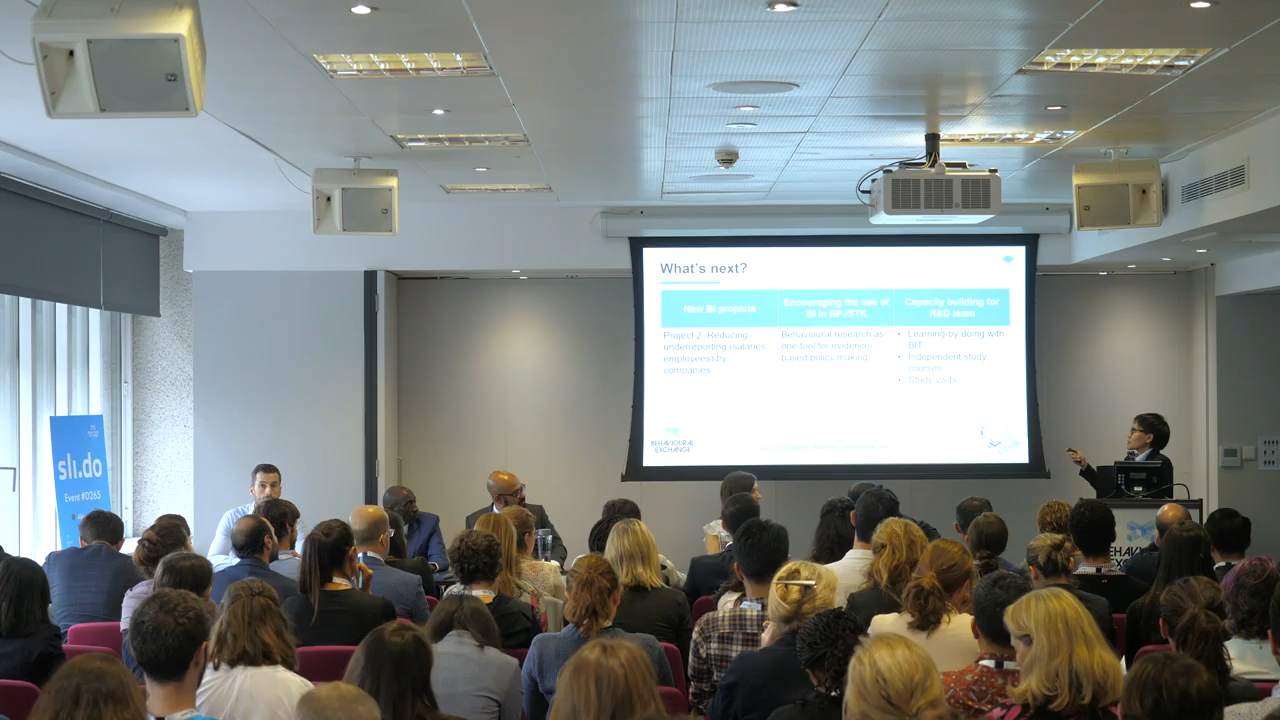 What's next?
New BI projects
Encouraging the use of
BI in BPJSTK
Capacity building for
R&D team
Project 2: Reducing
underreporting (salaries,
employees) by
companies
Behavioural research as
one tool for evidence-
based policy making
• Learning-by-doing with
BIT
• Independent study
courses
• Study visits
BEHAVIOURAL
EXCHANGE
sli.do
Event #D265